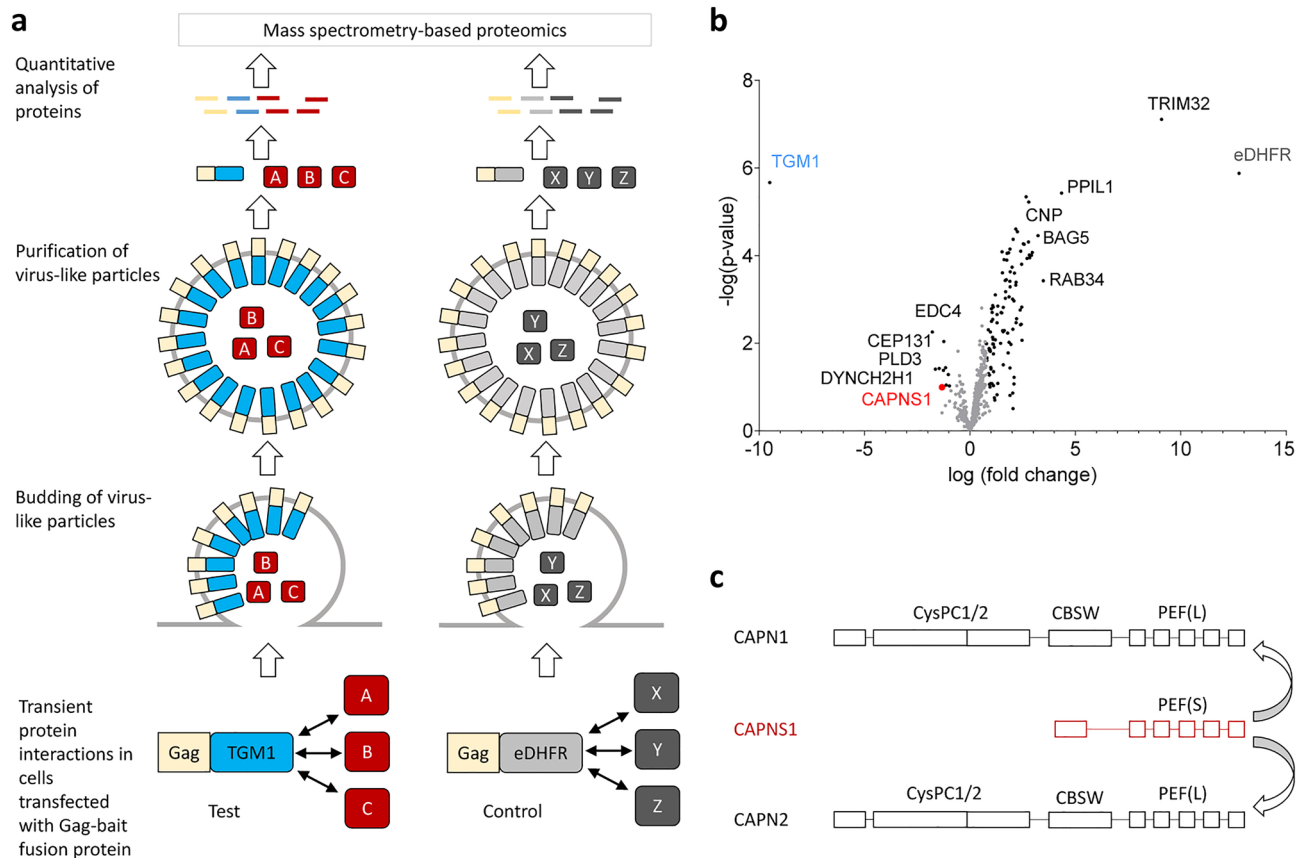 a
Mass spectrometry-based proteomics
Quantitative
analysis of
proteins
A B C
X Y Z
Purification of
virus-like particles
B
A C
Y
X Z
Budding of virus-
like particles
B
A C
Y
X Z
Transient
protein
interactions in
cells
transfected
with Gag-bait
fusion protein
Gag TGM1
A
B
C
Test
Gag eDHFR
X
Y
Z
Control
b
-log(p-value)
8
6
4
2
0
-10 -5 0 5 10 15
log (fold change)
TRIM32
TGM1
eDHFR
PPIL1
CNP
BAG5
RAB34
EDC4
CEP131
PLD3
DYNCH2H1
CAPNS1
c
CysPC1/2 CBSW PEF(L)
CAPN1
PEF(S)
CAPNS1
CysPC1/2 CBSW PEF(L)
CAPN2